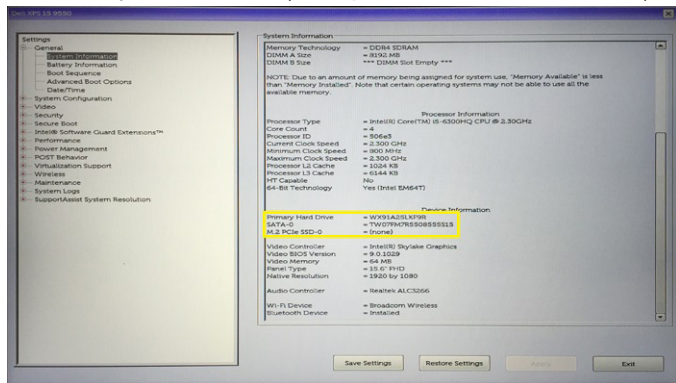 Dell XPS 15 9550
Settings
General
System Information
Battery Information
Boot Sequence
Advanced Boot Options
Date/Time
System Configuration
Video
Security
Secure Boot
Intel® Software Guard Extensions™
Performance
Power Management
POST Behavior
Virtualization Support
Wireless
Maintenance
System Logs
SupportAssist System Resolution
System Information
Memory Technology = DDR4 SDRAM
DIMM A Size = 8192 MB
DIMM B Size *** DIMM Slot Empty ***
NOTE: Due to an amount of memory being assigned for system use, "Memory Available" is less
than "Memory Installed". Note that certain operating systems may not be able to use all the
available memory.
Processor Information
Processor Type = Intel(R) Core(TM) i5-6300HQ CPU @ 2.30GHz
Core Count = 4
Processor ID = 506e3
Current Clock Speed = 2.300 GHz
Minimum Clock Speed = 800 MHz
Maximum Clock Speed = 2.300 GHz
Processor L2 Cache = 1024 KB
Processor L3 Cache = 6144 KB
HT Capable No
64-Bit Technology Yes (Intel EM64T)
Device Information
Primary Hard Drive
SATA-0
M.2 PCIe SSD-0 = (none)
Video Controller = Intel(R) Skylake Graphics
Video BIOS Version = 9.0.1029
Video Memory = 64 MB
Panel Type = 15.6" FHD
Native Resolution = 1920 by 1080
Audio Controller = Realtek ALC3266
Wi-Fi Device = Broadcom Wireless
Bluetooth Device = Installed
Save Settings
Restore Settings
Apply
Exit